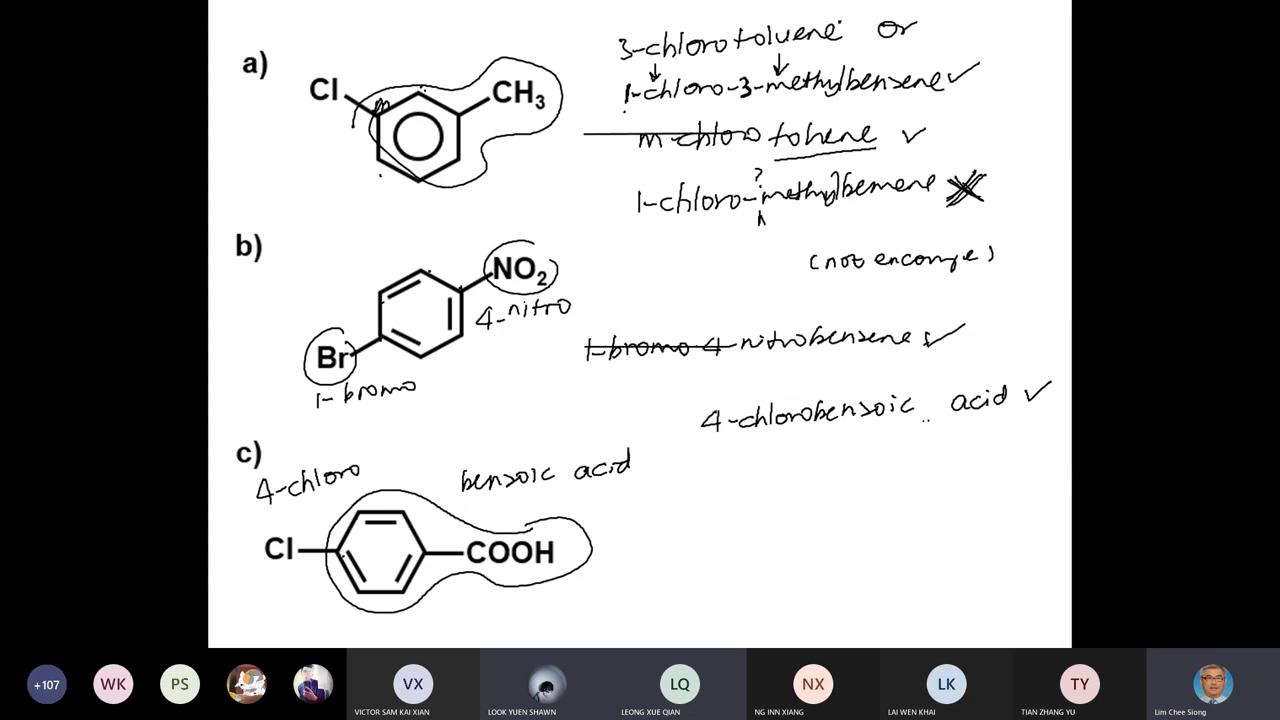 3-chlorotoluene or
a)
Cl
CH3
m
1-chloro-3-methylbenzene ✓
m-chloro toluene ✓
?
1-chloro-methylbenzene
(not encourage)
b)
NO2
4-nitro
Br
1-bromo
1-bromo-4-nitrobenzene ✓
4-chlorobenzoic acid ✓
c)
4-chloro
benzoic acid
Cl
COOH
+107
WK
PS
VX
LQ
NX
LK
TY
VICTOR SAM KAI XIAN
LOOK YUEN SHAWN
LEONG XUE QIAN
NG INN XIANG
LAI WEN KHAI
TIAN ZHANG YU
Lim Chee Siong